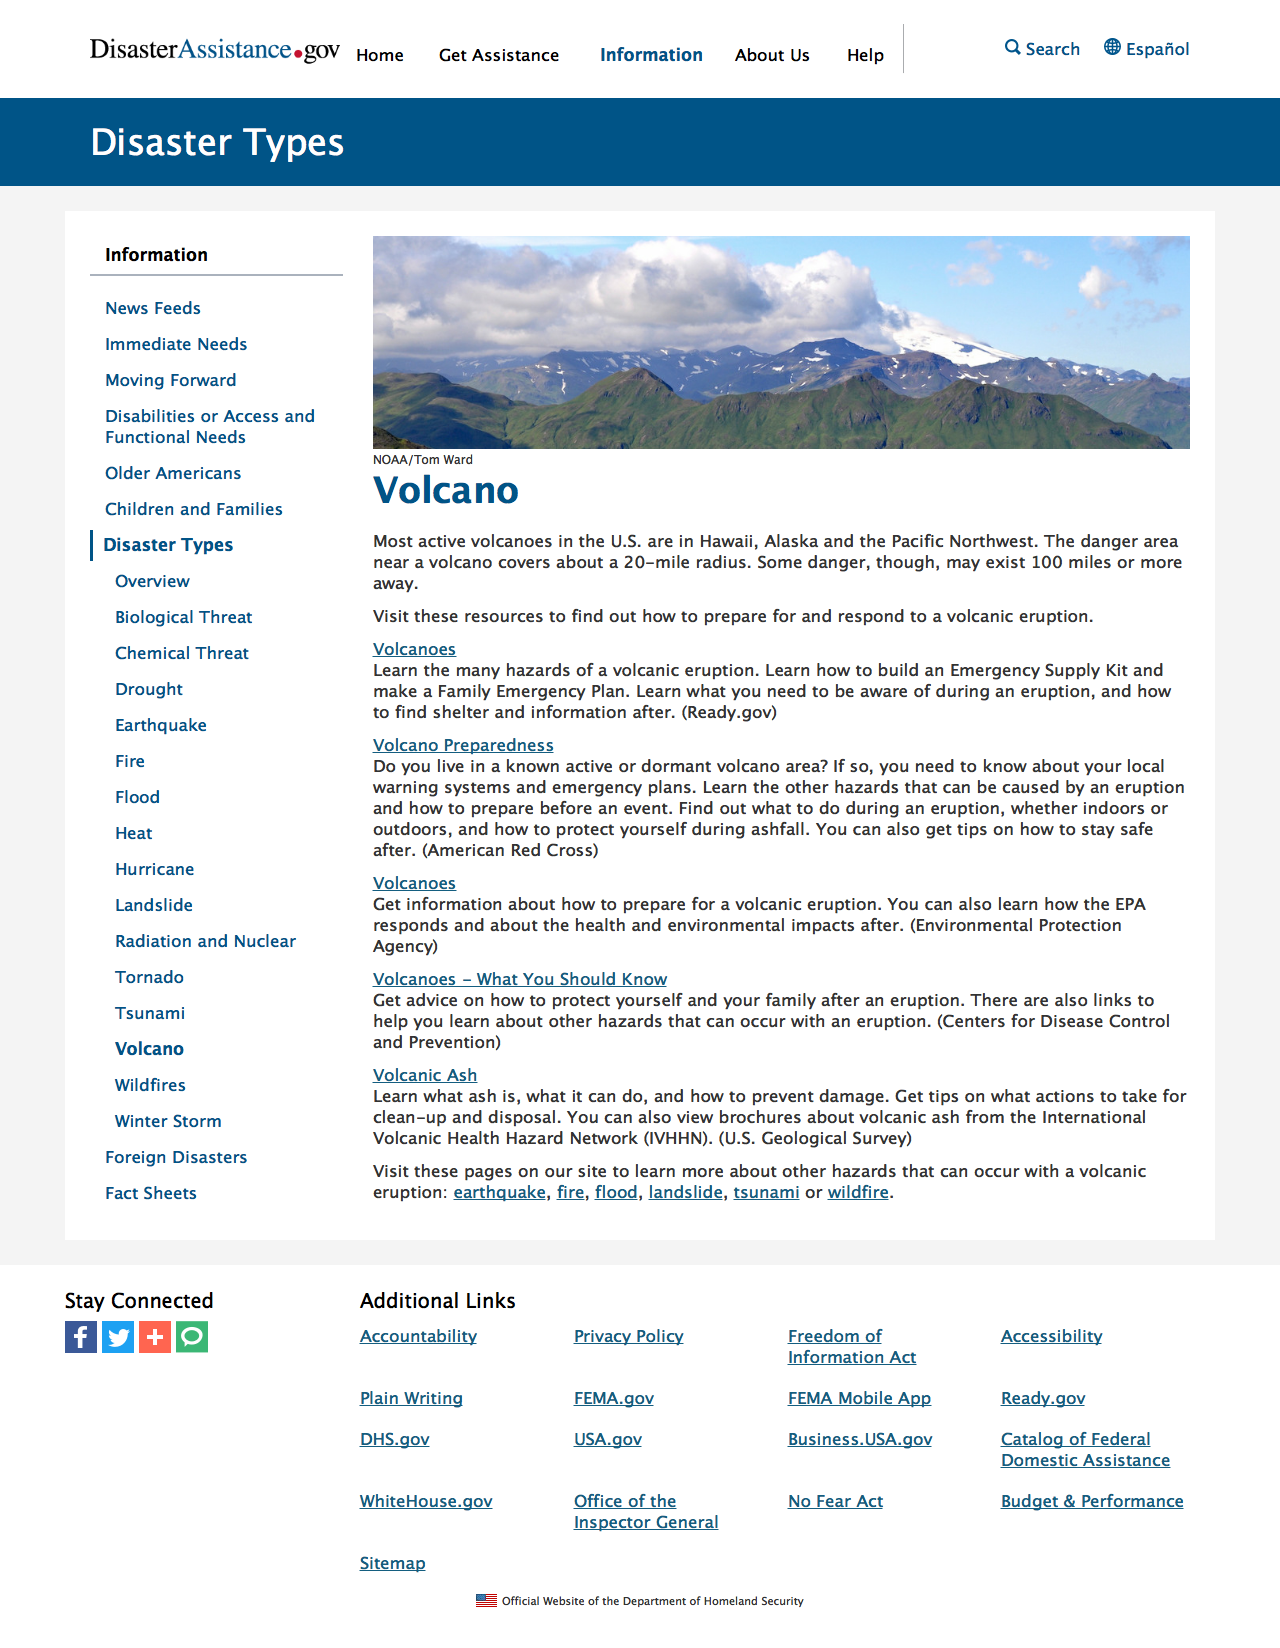 DisasterAssistance.gov
Home
Get Assistance
Information
About Us
Help
Search
Español
Disaster Types
Information
News Feeds
Immediate Needs
Moving Forward
Disabilities or Access and
Functional Needs
Older Americans
Children and Families
Disaster Types
Overview
Biological Threat
Chemical Threat
Drought
Earthquake
Fire
Flood
Heat
Hurricane
Landslide
Radiation and Nuclear
Tornado
Tsunami
Volcano
Wildfires
Winter Storm
Foreign Disasters
Fact Sheets
NOAA/Tom Ward
Volcano
Most active volcanoes in the U.S. are in Hawaii, Alaska and the Pacific Northwest. The danger area
near a volcano covers about a 20-mile radius. Some danger, though, may exist 100 miles or more
away.
Visit these resources to find out how to prepare for and respond to a volcanic eruption.
Volcanoes
Learn the many hazards of a volcanic eruption. Learn how to build an Emergency Supply Kit and
make a Family Emergency Plan. Learn what you need to be aware of during an eruption, and how
to find shelter and information after. (Ready.gov)
Volcano Preparedness
Do you live in a known active or dormant volcano area? If so, you need to know about your local
warning systems and emergency plans. Learn the other hazards that can be caused by an eruption
and how to prepare before an event. Find out what to do during an eruption, whether indoors or
outdoors, and how to protect yourself during ashfall. You can also get tips on how to stay safe
after. (American Red Cross)
Volcanoes
Get information about how to prepare for a volcanic eruption. You can also learn how the EPA
responds and about the health and environmental impacts after. (Environmental Protection
Agency)
Volcanoes - What You Should Know
Get advice on how to protect yourself and your family after an eruption. There are also links to
help you learn about other hazards that can occur with an eruption. (Centers for Disease Control
and Prevention)
Volcanic Ash
Learn what ash is, what it can do, and how to prevent damage. Get tips on what actions to take for
clean-up and disposal. You can also view brochures about volcanic ash from the International
Volcanic Health Hazard Network (IVHHN). (U.S. Geological Survey)
Visit these pages on our site to learn more about other hazards that can occur with a volcanic
eruption: earthquake, fire, flood, landslide, tsunami or wildfire.
Stay Connected
Additional Links
Accountability
Privacy Policy
Freedom of
Information Act
Accessibility
Plain Writing
FEMA.gov
FEMA Mobile App
Ready.gov
DHS.gov
USA.gov
Business.USA.gov
Catalog of Federal
Domestic Assistance
WhiteHouse.gov
Office of the
Inspector General
No Fear Act
Budget & Performance
Sitemap
Official Website of the Department of Homeland Security